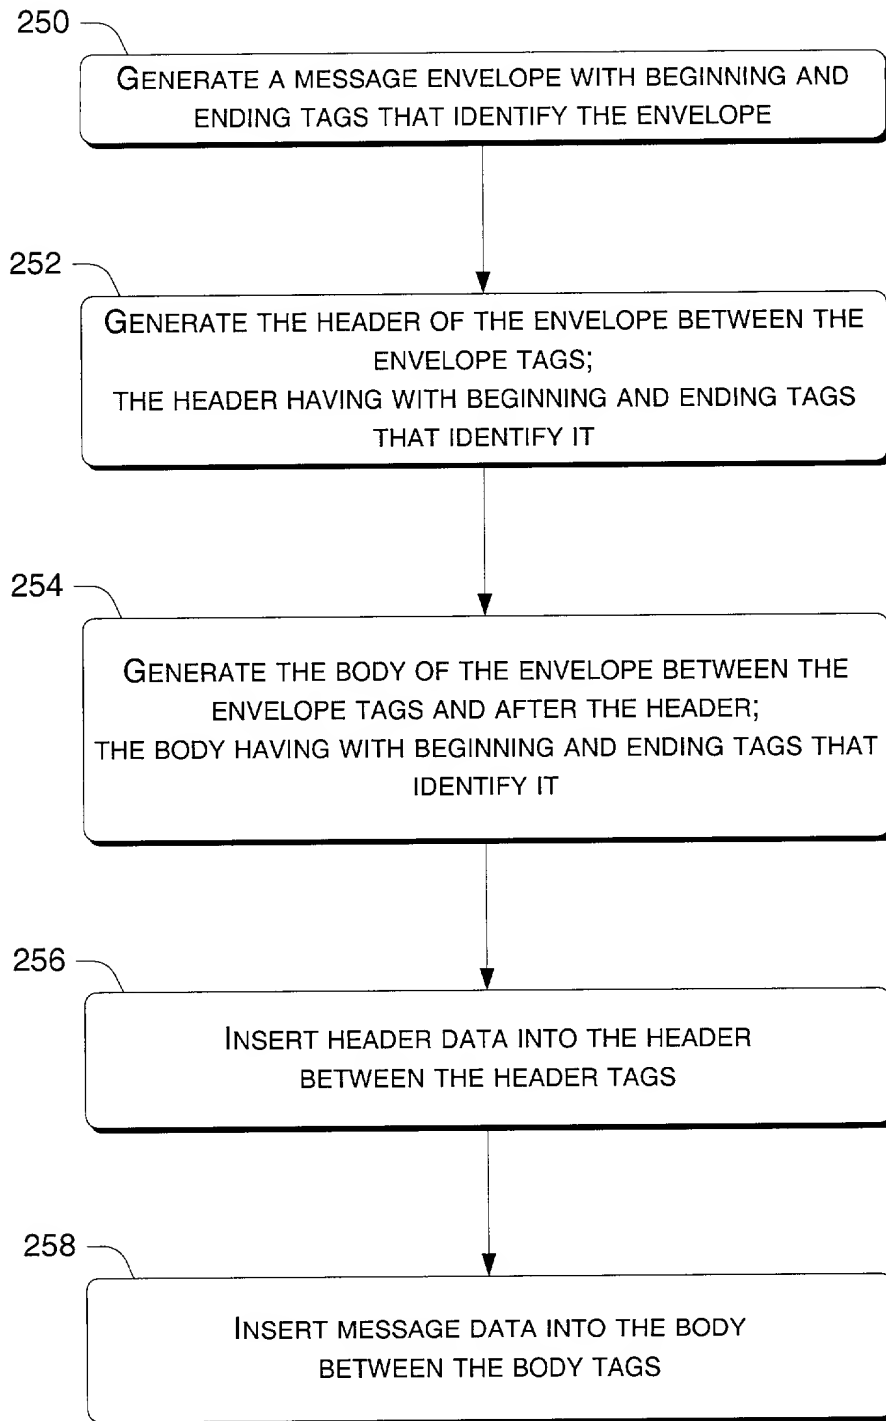 250
GENERATE A MESSAGE ENVELOPE WITH BEGINNING AND
ENDING TAGS THAT IDENTIFY THE ENVELOPE
252
GENERATE THE HEADER OF THE ENVELOPE BETWEEN THE
ENVELOPE TAGS;
THE HEADER HAVING WITH BEGINNING AND ENDING TAGS
THAT IDENTIFY IT
254
GENERATE THE BODY OF THE ENVELOPE BETWEEN THE
ENVELOPE TAGS AND AFTER THE HEADER;
THE BODY HAVING WITH BEGINNING AND ENDING TAGS THAT
IDENTIFY IT
256
INSERT HEADER DATA INTO THE HEADER
BETWEEN THE HEADER TAGS
258
INSERT MESSAGE DATA INTO THE BODY
BETWEEN THE BODY TAGS